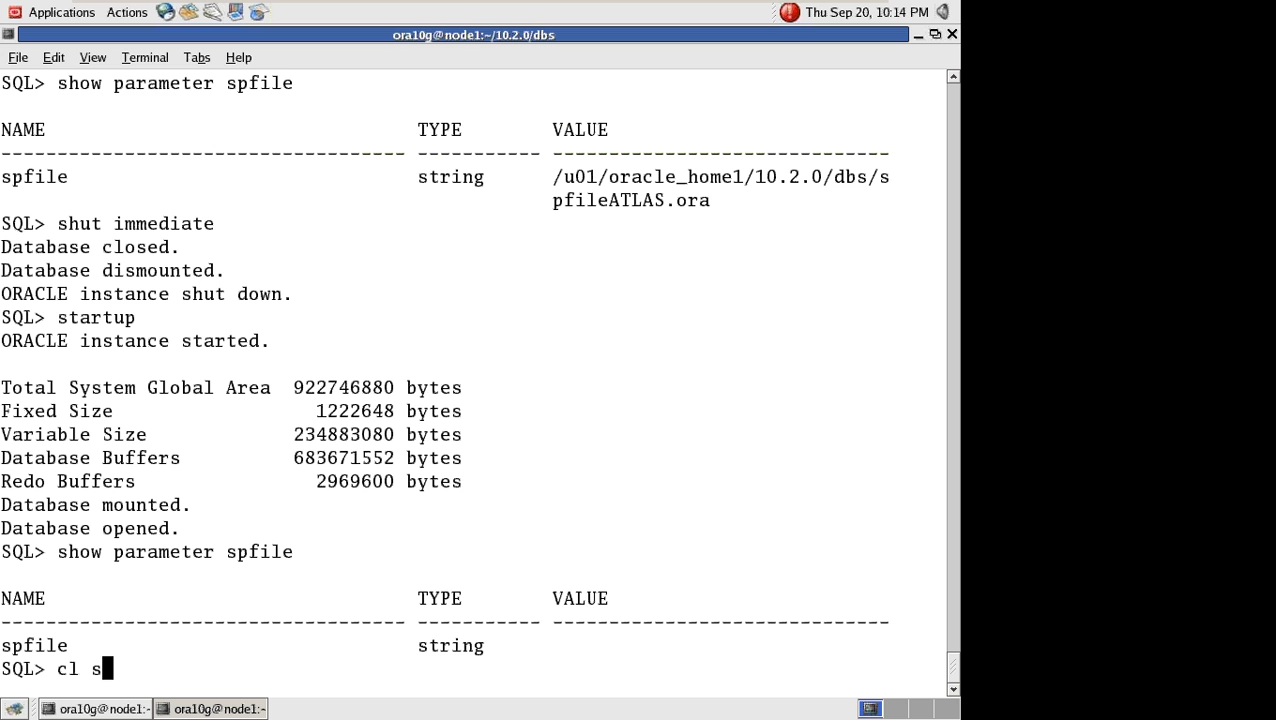 Applications Actions Thu Sep 20, 10:14 PM
ora10g@node1:~/10.2.0/dbs
File Edit View Terminal Tabs Help
SQL> show parameter spfile
NAME TYPE VALUE
------------------------------------ ----------- ------------------------------
spfile string /u01/oracle_home1/10.2.0/dbs/s
pfileATLAS.ora
SQL> shut immediate
Database closed.
Database dismounted.
ORACLE instance shut down.
SQL> startup
ORACLE instance started.
Total System Global Area 922746880 bytes
Fixed Size 1222648 bytes
Variable Size 234883080 bytes
Database Buffers 683671552 bytes
Redo Buffers 2969600 bytes
Database mounted.
Database opened.
SQL> show parameter spfile
NAME TYPE VALUE
------------------------------------ ----------- ------------------------------
spfile string
SQL> cl s
ora10g@node1:- ora10g@node1:-